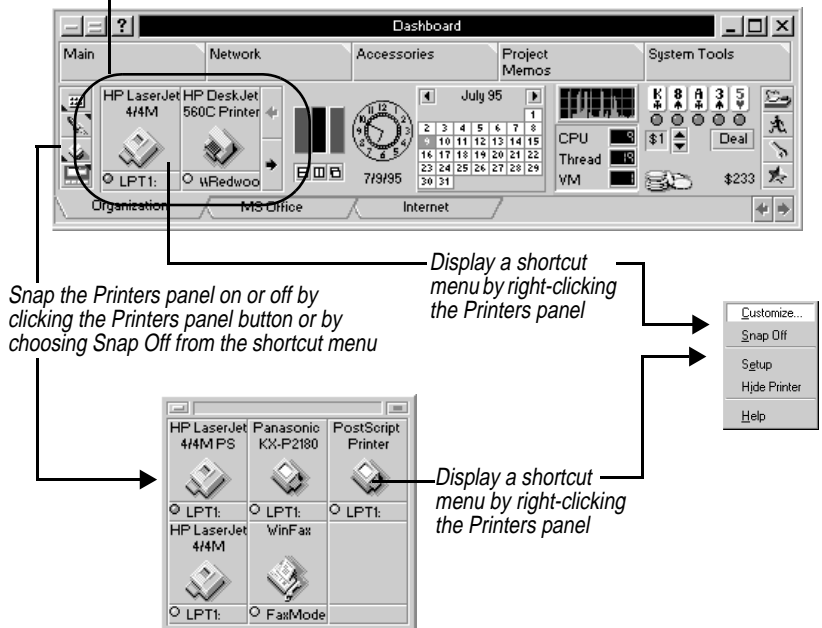 ?
Dashboard
Main
Network
Accessories
Project
Memos
System Tools
HP LaserJet
4/4M
HP DeskJet
560C Printer
LPT1:
\\Redwoo
7/9/95
July 95
1
2 3 4 5 6 7 8
9 10 11 12 13 14 15
16 17 18 19 20 21 22
23 24 25 26 27 28 29
30 31
CPU 9
Thread 19
VM
K 8 A 3 5
$1
Deal
$233
Organization
MS Office
Internet
Display a shortcut
menu by right-clicking
the Printers panel
Snap the Printers panel on or off by
clicking the Printers panel button or by
choosing Snap Off from the shortcut menu
Customize...
Snap Off
Setup
Hide Printer
Help
HP LaserJet
4/4M PS
Panasonic
KX-P2180
PostScript
Printer
LPT1:
LPT1:
LPT1:
HP LaserJet
4/4M
WinFax
LPT1:
FaxMode
Display a shortcut
menu by right-clicking
the Printers panel